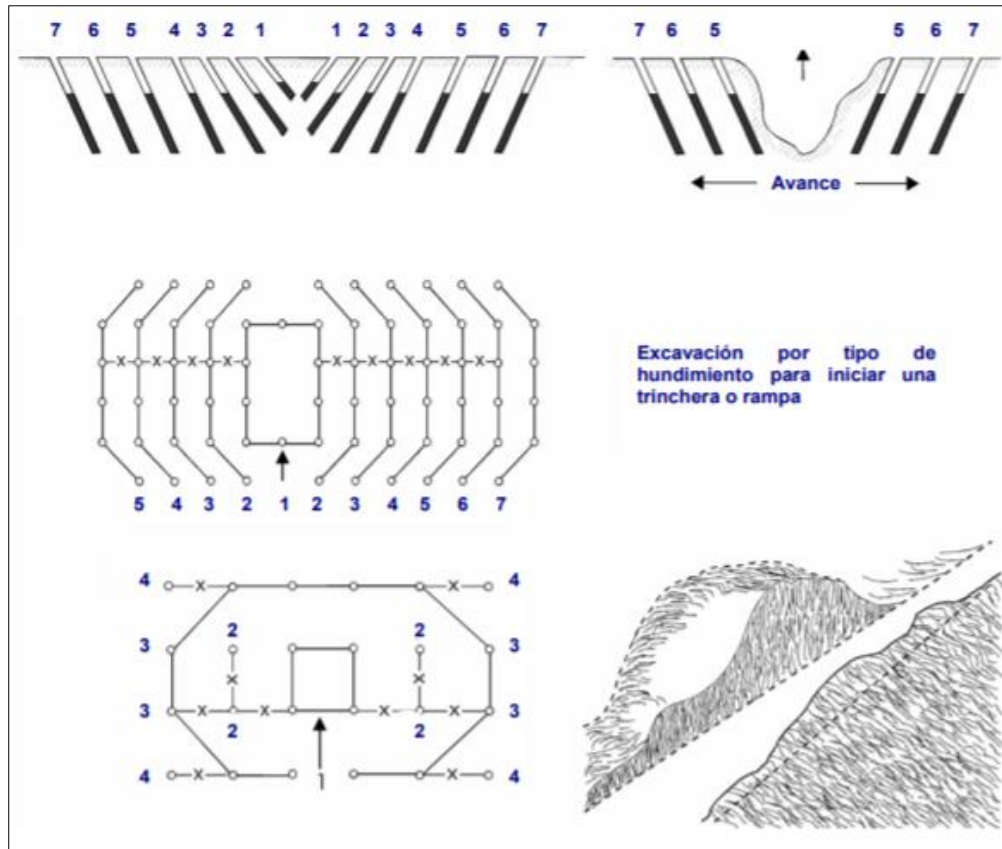 7 6 5 4 3 2 1 1 2 3 4 5 6 7
7 6 5 5 6 7
Avance
X X X X X X X X
5 4 3 2 1 2 3 4 5 6 7
Excavación por tipo de
hundimiento para iniciar una
trinchera o rampa
4 X X 4
3 2 2 3
X X
3 X X X X 3
2 2
4 X X 4
1